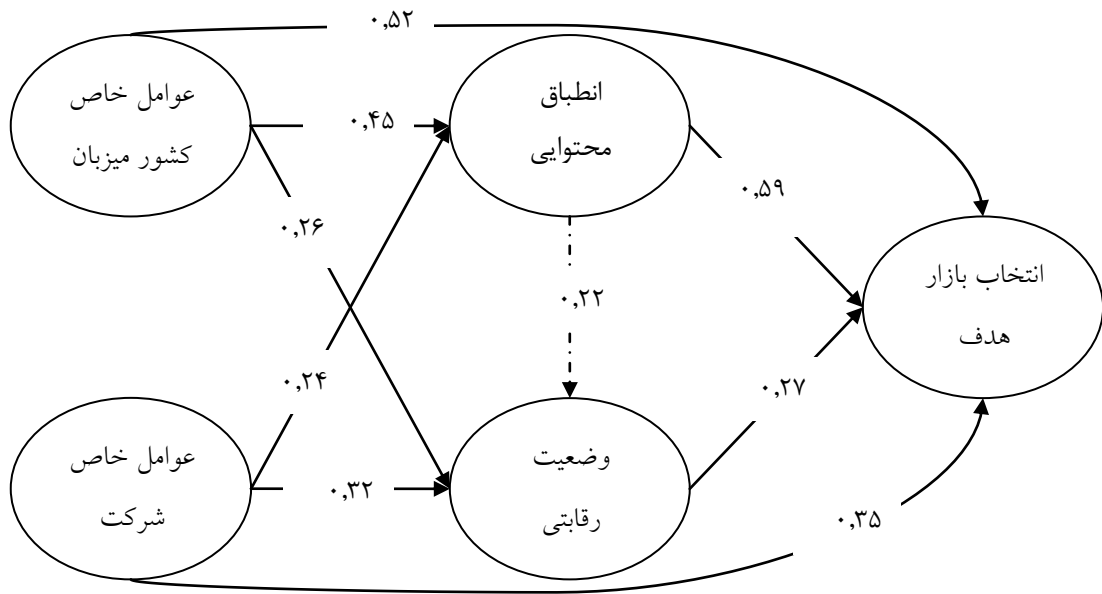 ۰,۵۲
عوامل خاص
کشور میزبان
۰,۴۵
انطباق
محتوایی
۰,۵۹
۰,۲۶
۰,۲۲
انتخاب بازار
هدف
۰,۲۴
۰,۲۷
عوامل خاص
شرکت
۰,۳۲
وضعیت
رقابتی
۰,۳۵